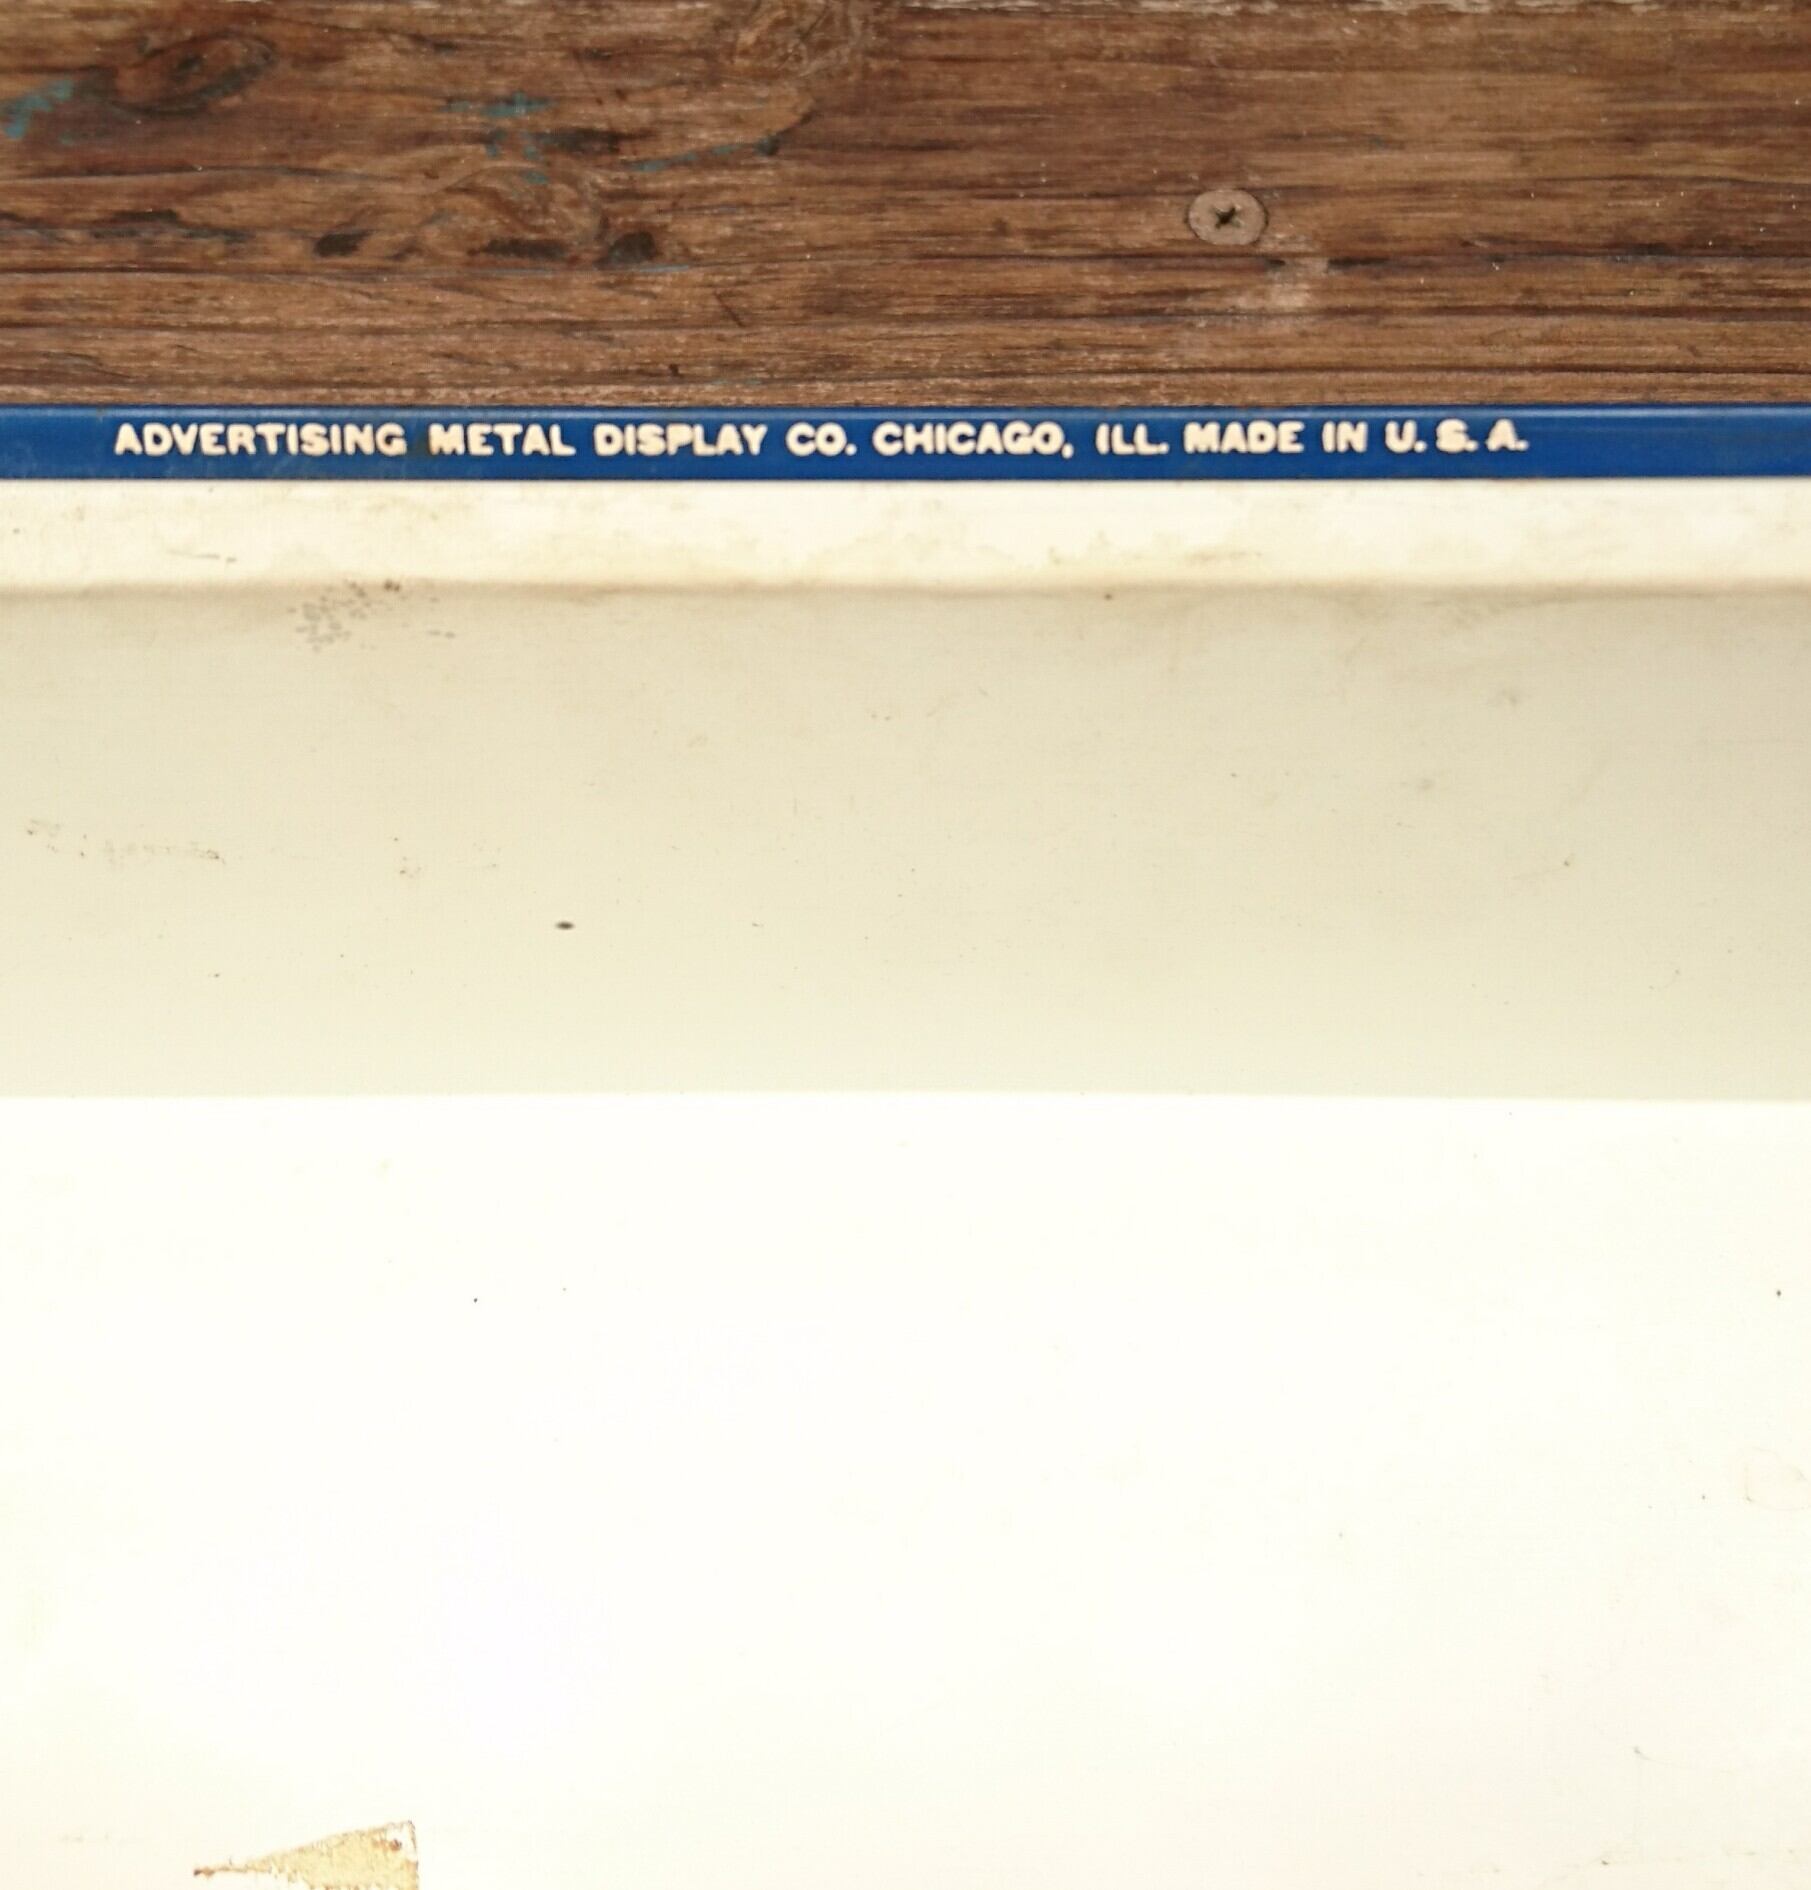 ADVERTISING METAL DISPLAY CO. CHICAGO, ILL. MADE IN U. S. A.